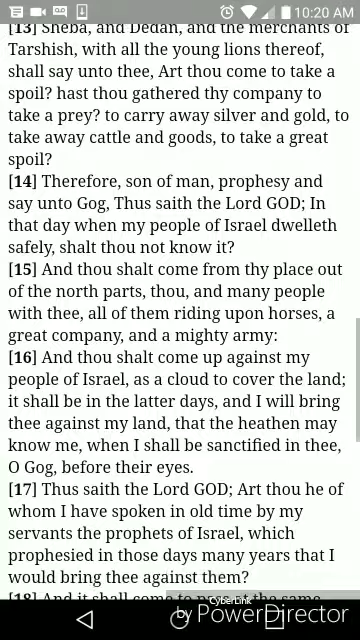 10:20 AM
[13] Sheba, and Dedan, and the merchants of
Tarshish, with all the young lions thereof,
shall say unto thee, Art thou come to take a
spoil? hast thou gathered thy company to
take a prey? to carry away silver and gold, to
take away cattle and goods, to take a great
spoil?
[14] Therefore, son of man, prophesy and
say unto Gog, Thus saith the Lord GOD; In
that day when my people of Israel dwelleth
safely, shalt thou not know it?
[15] And thou shalt come from thy place out
of the north parts, thou, and many people
with thee, all of them riding upon horses, a
great company, and a mighty army:
[16] And thou shalt come up against my
people of Israel, as a cloud to cover the land;
it shall be in the latter days, and I will bring
thee against my land, that the heathen may
know me, when I shall be sanctified in thee,
O Gog, before their eyes.
[17] Thus saith the Lord GOD; Art thou he of
whom I have spoken in old time by my
servants the prophets of Israel, which
prophesied in those days many years that I
would bring thee against them?
[18] And it shall come to the same
CyberLink
by PowerDirector